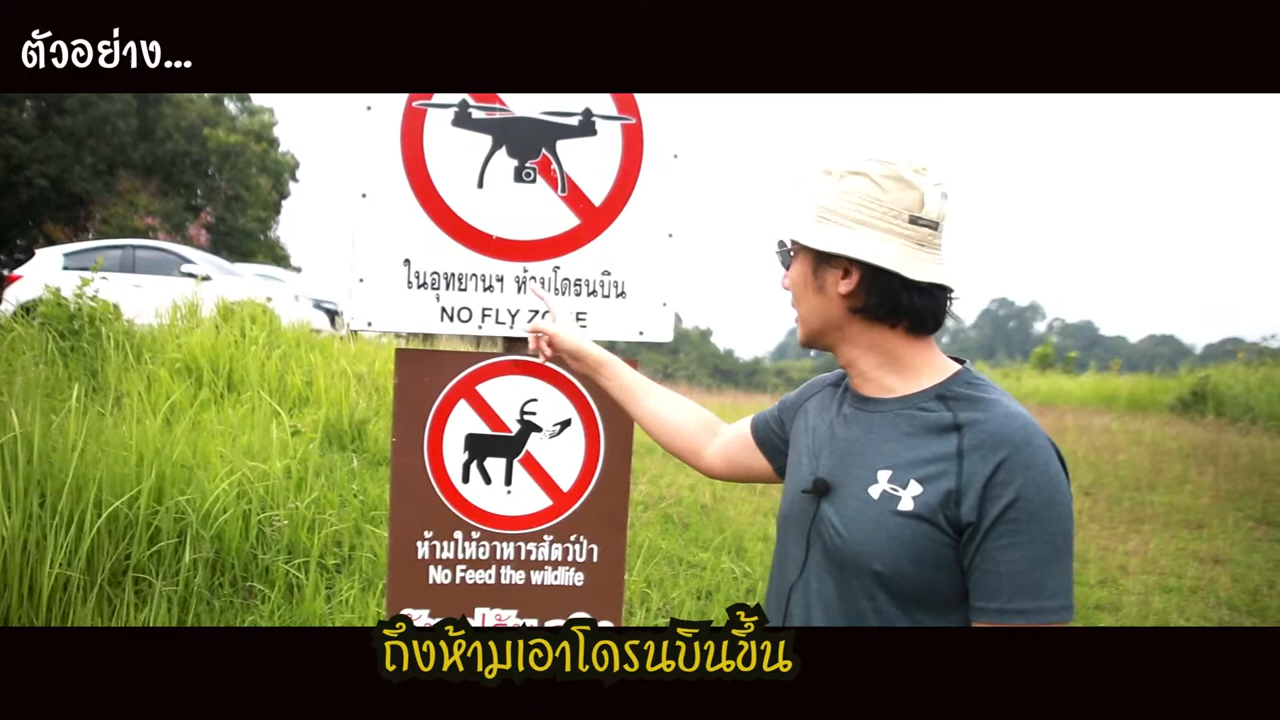 ตัวอย่าง...
ในอุทยานฯ ห้ามโดรนบิน
NO FLY ZONE
ห้ามให้อาหารสัตว์ป่า
No Feed the wildlife
ถึงห้ามเอาโดรนบินขึ้น